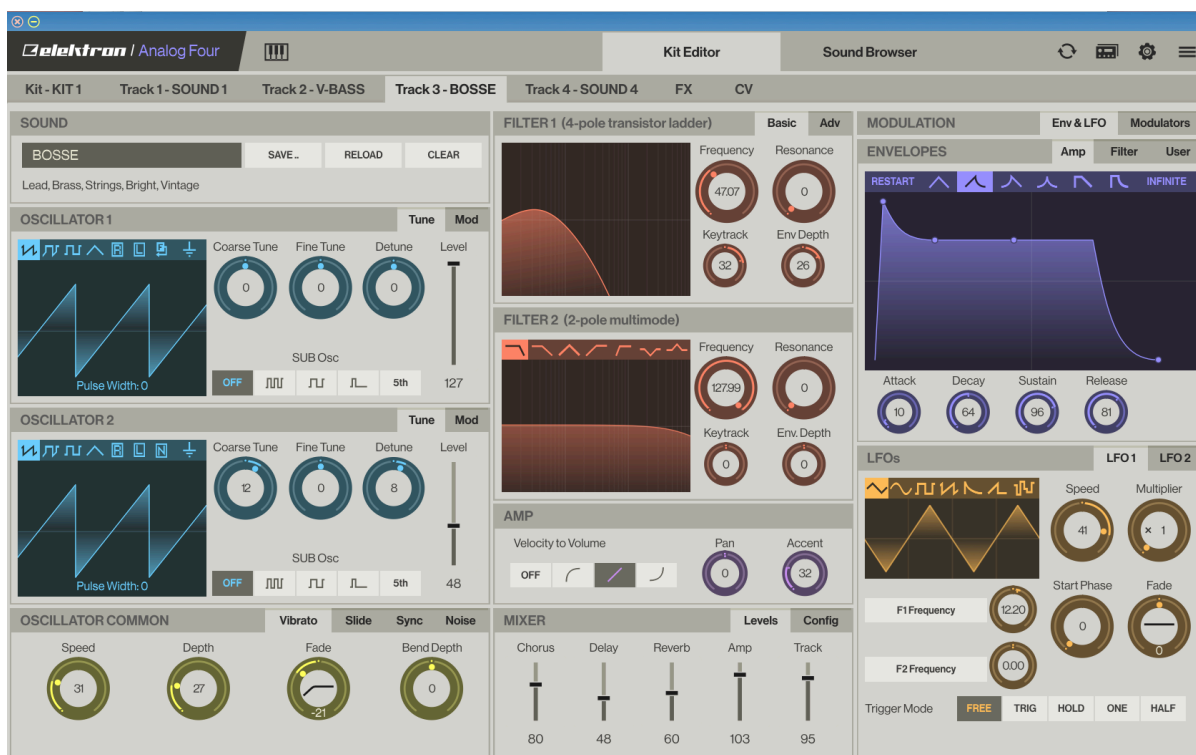 elektron / Analog Four
Kit Editor
Sound Browser
Kit - KIT 1
Track 1 - SOUND 1
Track 2 - V-BASS
Track 3 - BOSSE
Track 4 - SOUND 4
FX
CV
SOUND
BOSSE
SAVE..
RELOAD
CLEAR
Lead, Brass, Strings, Bright, Vintage
OSCILLATOR 1
Tune Mod
R L
Coarse Tune Fine Tune Detune Level
0 0 0
SUB Osc
Pulse Width: 0
OFF 5th 127
OSCILLATOR 2
Tune Mod
R L N
Coarse Tune Fine Tune Detune Level
12 0 8
SUB Osc
Pulse Width: 0
OFF 5th 48
OSCILLATOR COMMON
Vibrato Slide Sync Noise
Speed Depth Fade Bend Depth
31 27 0
-21
FILTER 1 (4-pole transistor ladder)
Basic Adv
Frequency Resonance
47.07 0
Keytrack Env Depth
32 26
FILTER 2 (2-pole multimode)
Frequency Resonance
127.99 0
Keytrack Env. Depth
0 0
AMP
Velocity to Volume Pan Accent
OFF 0 32
MIXER
Levels Config
Chorus Delay Reverb Amp Track
80 48 60 103 95
MODULATION
Env & LFO Modulators
ENVELOPES
Amp Filter User
RESTART INFINITE
Attack Decay Sustain Release
10 64 96 81
LFOs
LFO 1 LFO 2
Speed Multiplier
41 × 1
Start Phase Fade
F1 Frequency 12.20 0
0
F2 Frequency 0.00
Trigger Mode FREE TRIG HOLD ONE HALF